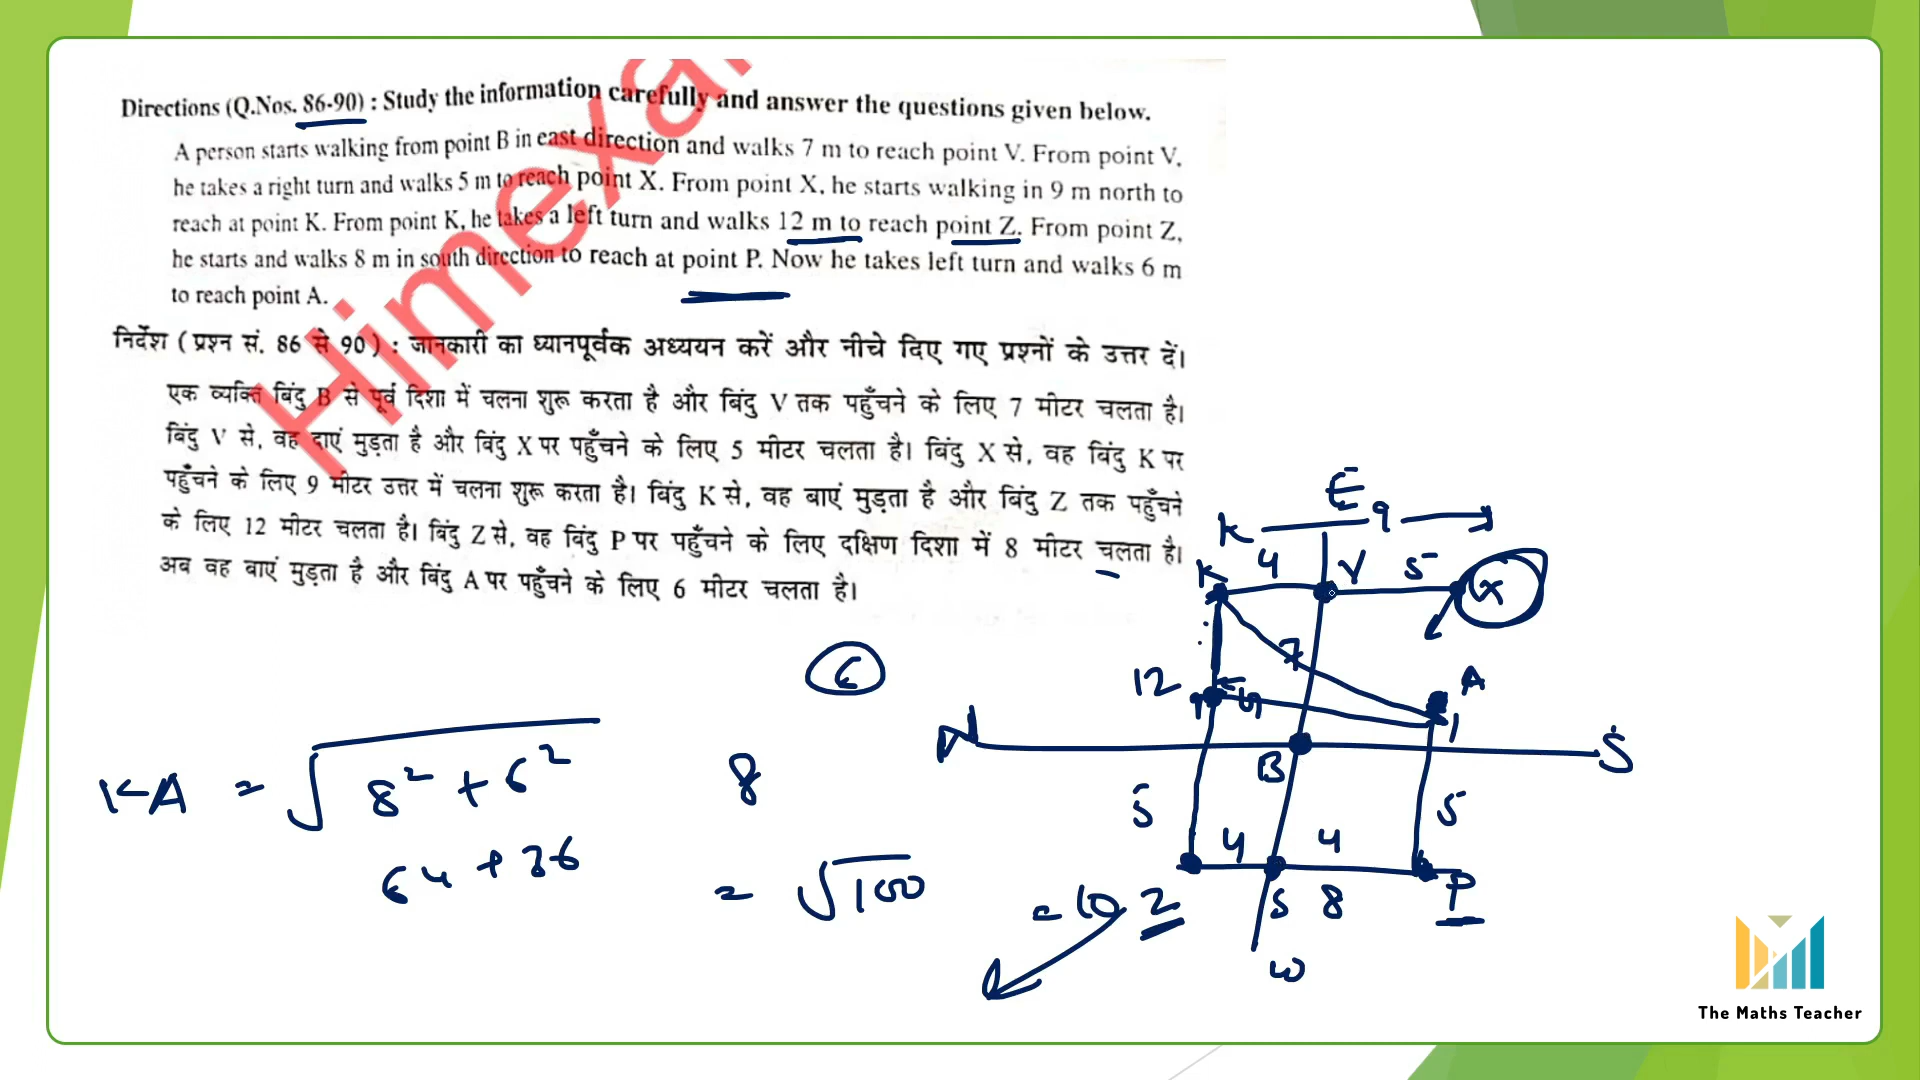 Directions (Q.Nos. 86-90) : Study the information carefully and answer the questions given below.
A person starts walking from point B in east direction and walks 7 m to reach point V. From point V,
he takes a right turn and walks 5 m to reach point X. From point X, he starts walking in 9 m north to
reach at point K. From point K, he takes a left turn and walks 12 m to reach point Z. From point Z,
he starts and walks 8 m in south direction to reach at point P. Now he takes left turn and walks 6 m
to reach point A.
निर्देश ( प्रश्न सं. 86 से 90 ) : जानकारी का ध्यानपूर्वक अध्ययन करें और नीचे दिए गए प्रश्नों के उत्तर दें।
एक व्यक्ति बिंदु B से पूर्व दिशा में चलना शुरू करता है और बिंदु V तक पहुँचने के लिए 7 मीटर चलता है।
बिंदु V से, वह दाएं मुड़ता है और बिंदु X पर पहुँचने के लिए 5 मीटर चलता है। बिंदु X से, वह बिंदु K पर
पहुँचने के लिए 9 मीटर उत्तर में चलना शुरू करता है। बिंदु K से, वह बाएं मुड़ता है और बिंदु Z तक पहुँचने
के लिए 12 मीटर चलता है। बिंदु Z से, वह बिंदु P पर पहुँचने के लिए दक्षिण दिशा में 8 मीटर चलता है।
अब वह बाएं मुड़ता है और बिंदु A पर पहुँचने के लिए 6 मीटर चलता है।
Himexa
E
K 9
K 4 V 5 X
7
12 A
1
N B S
5 5
4 4
Z S 8 P
W
6
KA = √8² + 6² 8
64 + 36
= √100 = 10
The Maths Teacher